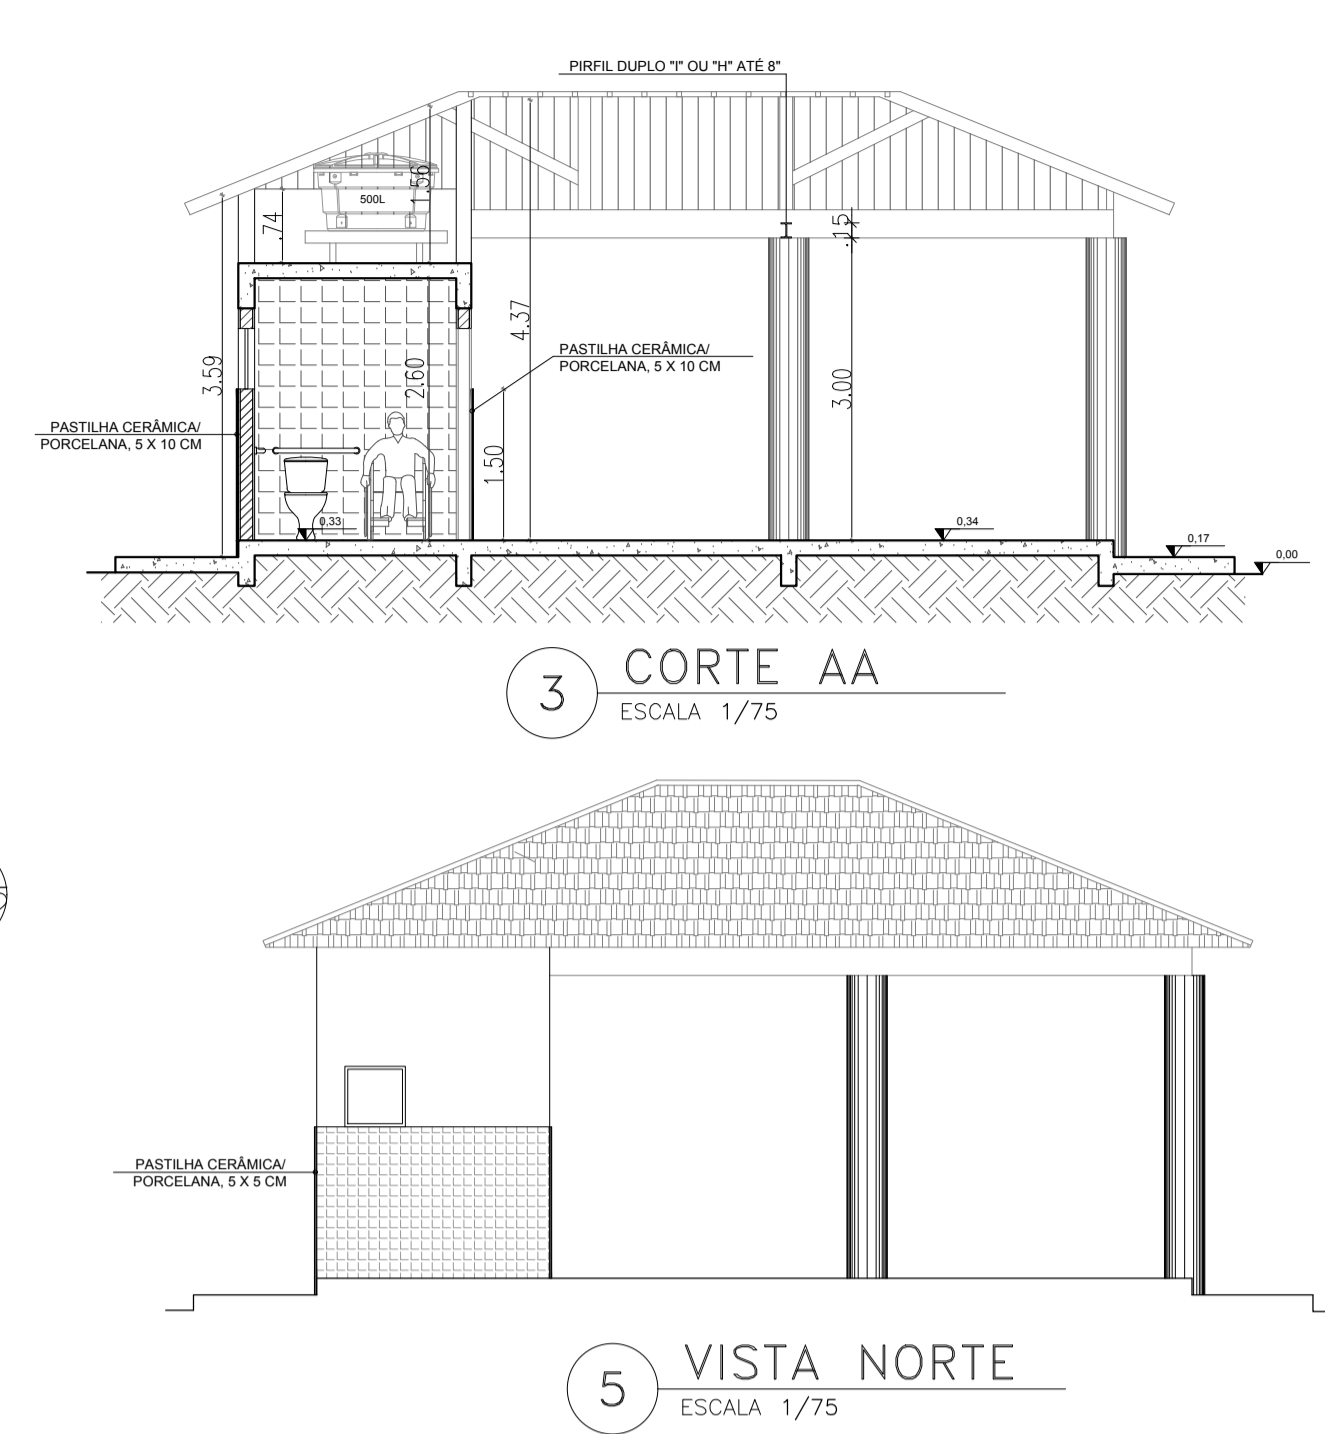 PIRFIL DUPLO "I" OU "H" ATÉ 8"
500L
1.56
.74
.15
4.37
3.59
2.60
3.00
PASTILHA CERÂMICA/
PORCELANA, 5 X 10 CM
PASTILHA CERÂMICA/
PORCELANA, 5 X 10 CM
1.50
0,33
0,34
0,17
0,00
3
CORTE AA
ESCALA 1/75
PASTILHA CERÂMICA/
PORCELANA, 5 X 5 CM
5
VISTA NORTE
ESCALA 1/75